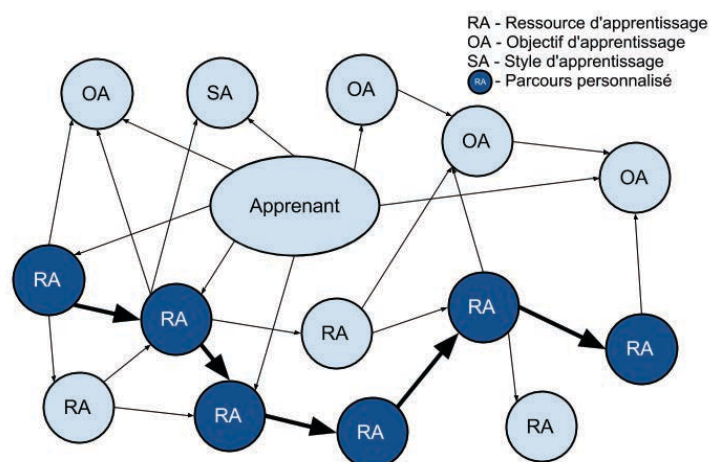 RA - Ressource d'apprentissage
OA - Objectif d'apprentissage
SA - Style d'apprentissage
RA - Parcours personnalisé
OA
SA
OA
OA
OA
Apprenant
RA
RA
RA
RA
RA
RA
RA
RA
RA